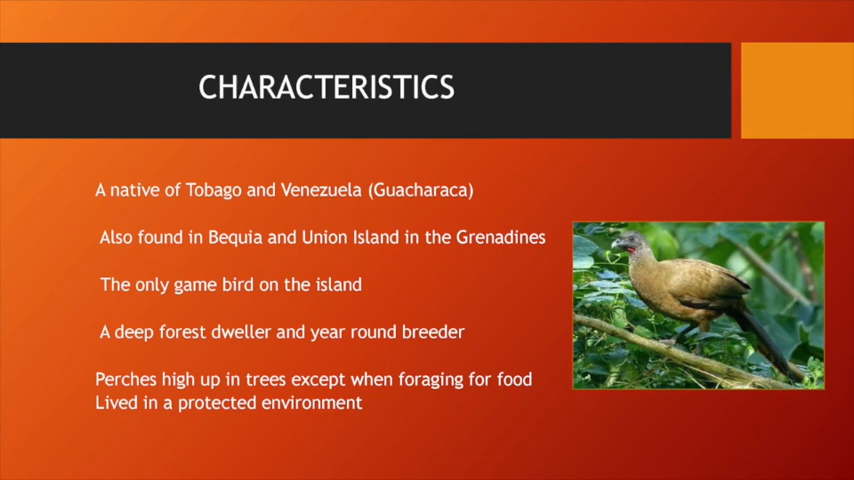 CHARACTERISTICS
A native of Tobago and Venezuela (Guacharaca)
Also found in Bequia and Union Island in the Grenadines
The only game bird on the island
A deep forest dweller and year round breeder
Perches high up in trees except when foraging for food
Lived in a protected environment